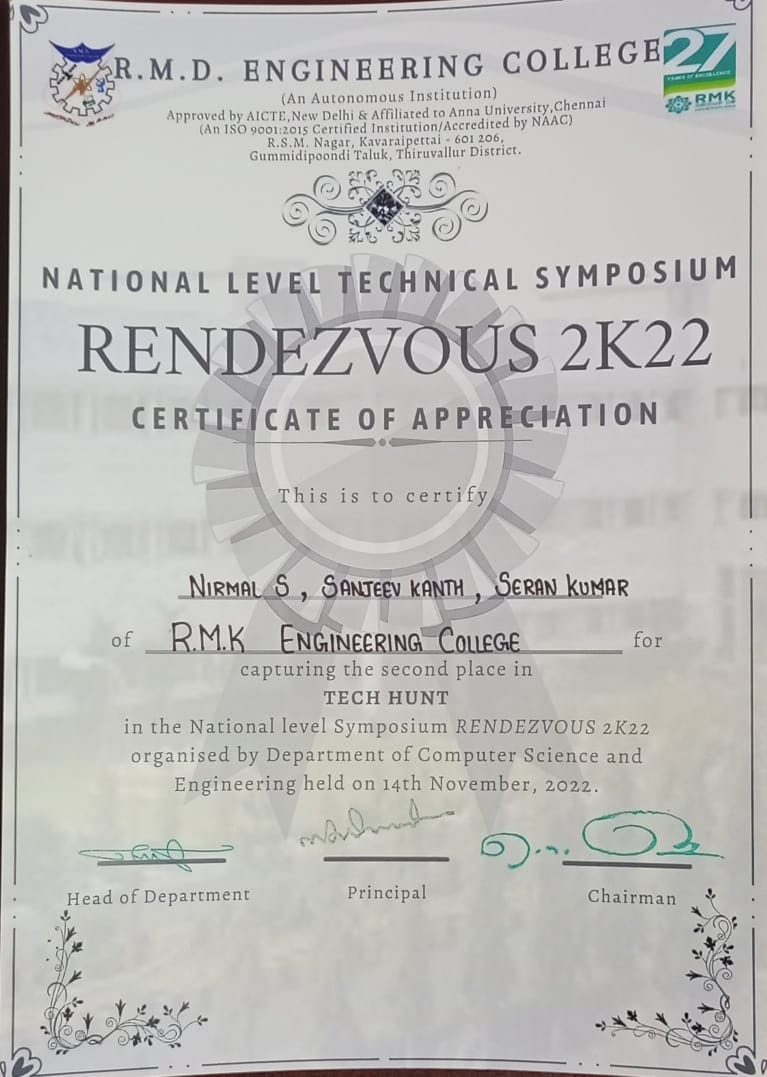 R.M.D. ENGINEERING COLLEGE
27
YEARS OF EXCELLENCE
RMK
(An Autonomous Institution)
Approved by AICTE,New Delhi & Affiliated to Anna University,Chennai
(An ISO 9001:2015 Certified Institution/Accredited by NAAC)
R.S.M. Nagar, Kavaraipettai - 601 206,
Gummidipoondi Taluk, Thiruvallur District.
NATIONAL LEVEL TECHNICAL SYMPOSIUM
RENDEZVOUS 2K22
CERTIFICATE OF APPRECIATION
This is to certify
NIRMAL S, SANJEEV KANTH, SERAN KUMAR
of R.M.K ENGINEERING COLLEGE for
capturing the second place in
TECH HUNT
in the National level Symposium RENDEZVOUS 2K22
organised by Department of Computer Science and
Engineering held on 14th November, 2022.
Head of Department Principal Chairman